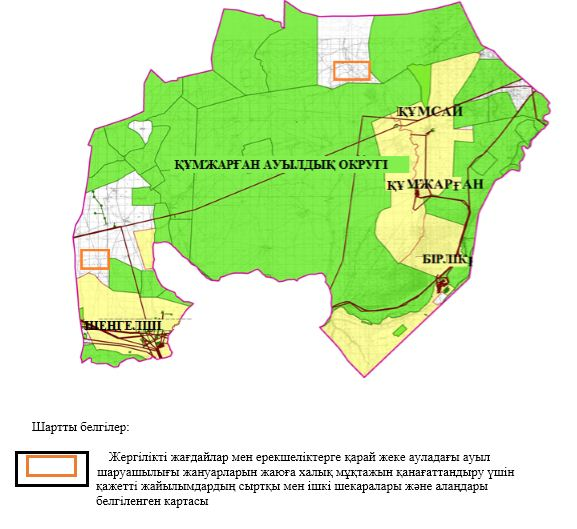 ҚҰМСАЙ
ҚҰМЖАРҒАН АУЫЛДЫҚ ОКРУГІ
ҚҰМЖАРҒАН
БІРЛІК
ШЕНГЕЛШІ
Шартты белгілер:
Жергілікті жағдайлар мен ерекшеліктерге қарай жеке ауладағы ауыл
шаруашылығы жануарларын жаюға халық мұқтажын қанағаттандыру үшін
қажетті жайылымдардың сыртқы мен ішкі шекаралары және алаңдары
белгіленген картасы